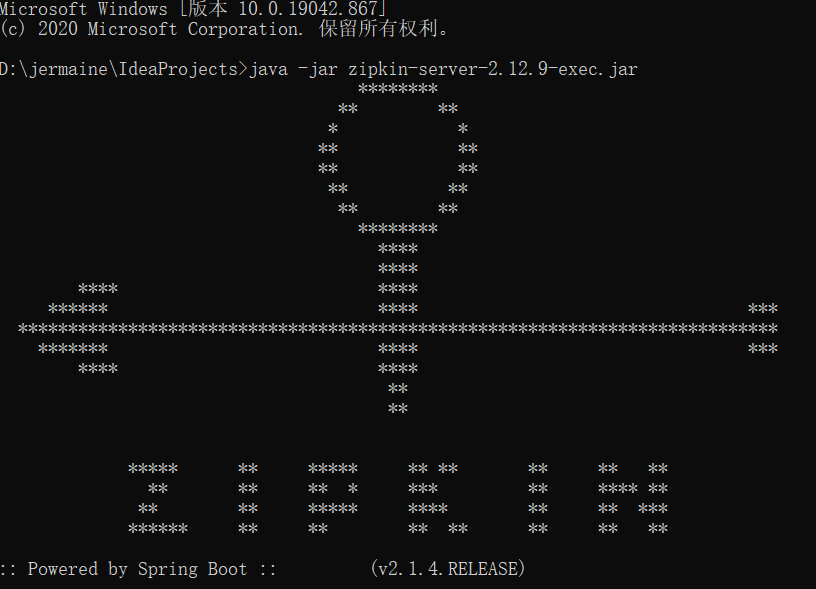 Microsoft Windows [版本 10.0.19042.867]
(c) 2020 Microsoft Corporation. 保留所有权利。
D:\jermaine\IdeaProjects>java -jar zipkin-server-2.12.9-exec.jar
ZIPKIN
:: Powered by Spring Boot :: (v2.1.4.RELEASE)